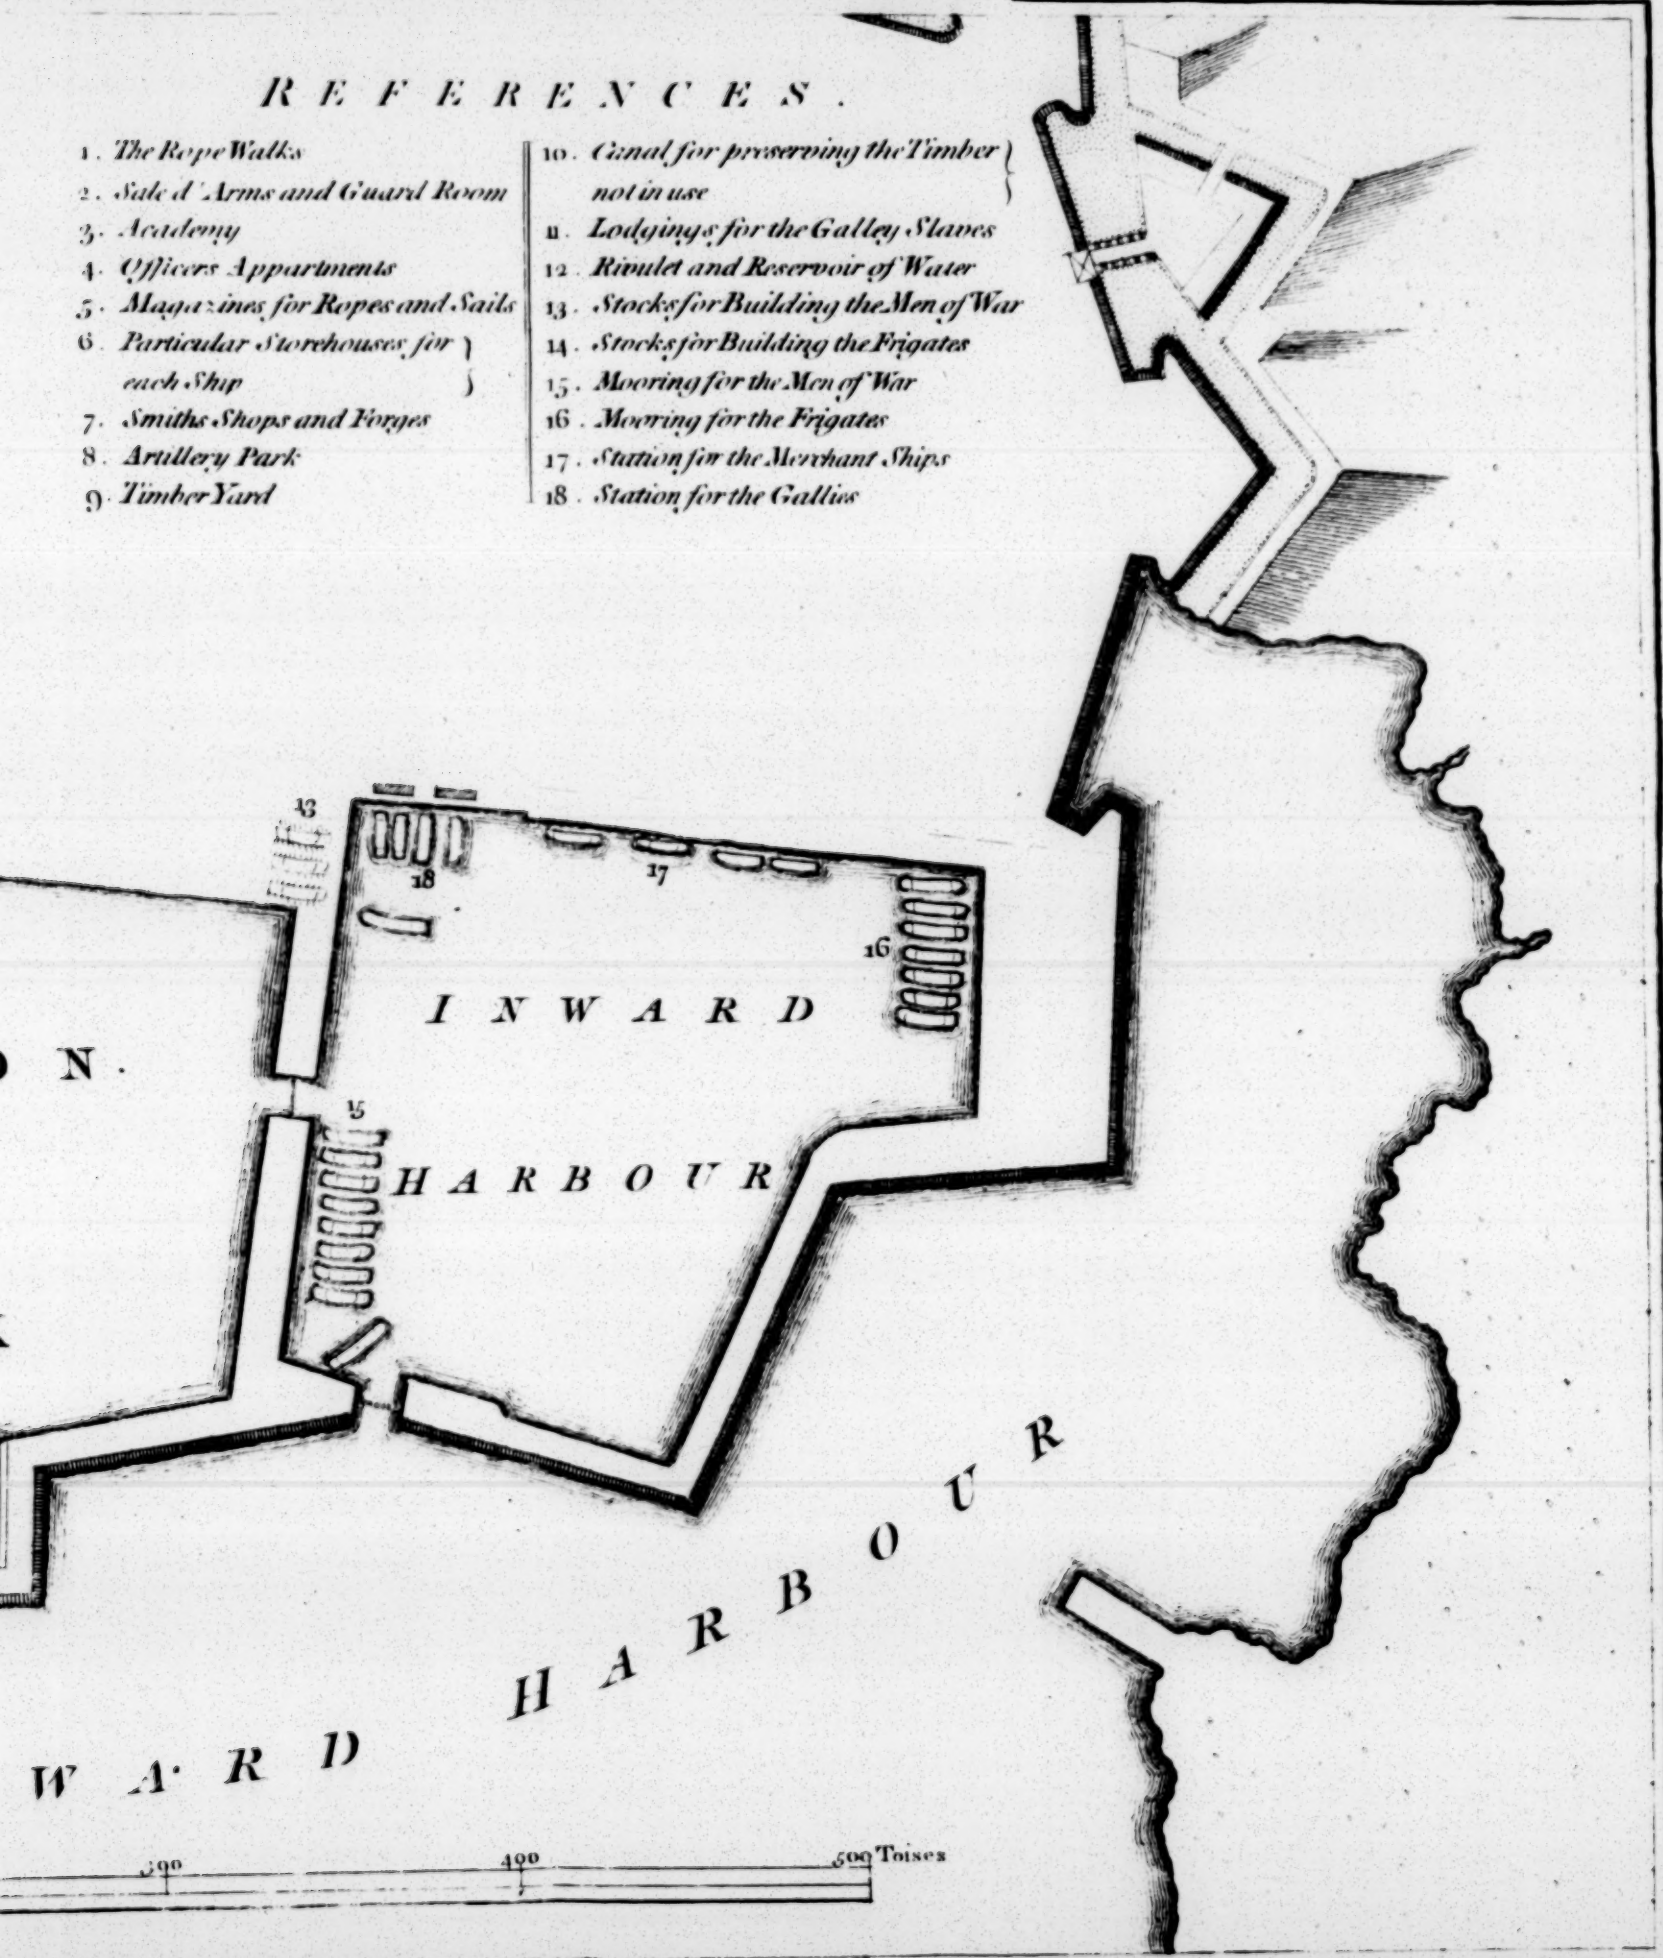 REFERENCES.
1. The Rope Walks
2. Sale d'Arms and Guard Room
3. Academy
4. Officers Appartments
5. Magazines for Ropes and Sails
6. Particular Storehouses for
each Ship
7. Smiths Shops and Forges
8. Artillery Park
9. Timber Yard
10. Canal for preserving the Timber
not in use
11. Lodgings for the Galley Slaves
12. Rivulet and Reservoir of Water
13. Stocks for Building the Men of War
14. Stocks for Building the Frigates
15. Mooring for the Men of War
16. Mooring for the Frigates
17. Station for the Merchant Ships
18. Station for the Gallies
13
18
17
16
INWARD
N.
15
HARBOUR
WARD HARBOUR
300
400
500 Toises